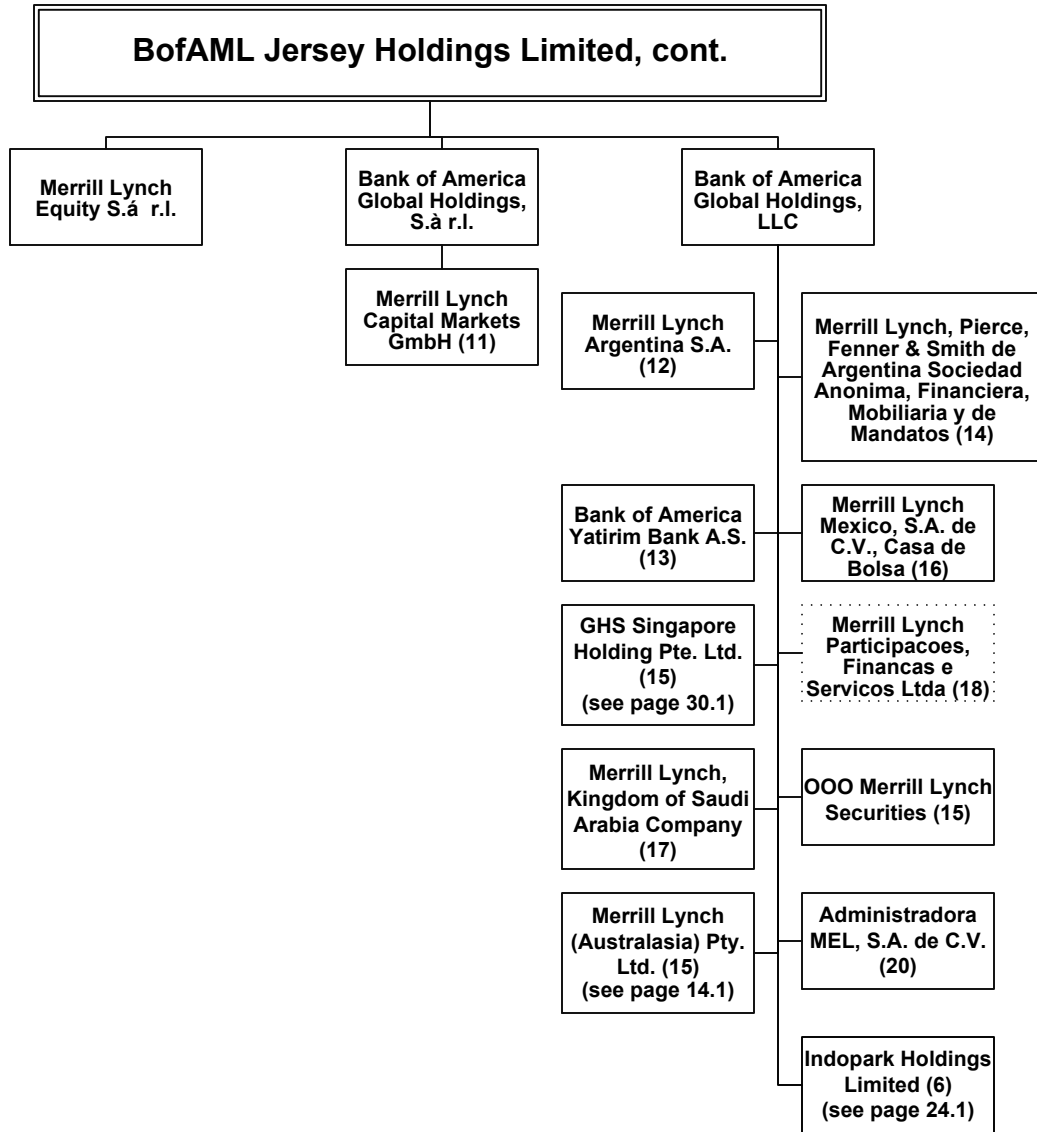 BofAML Jersey Holdings Limited, cont.
Merrill Lynch
Equity S.á r.l.
Bank of America
Global Holdings,
S.à r.l.
Bank of America
Global Holdings,
LLC
Merrill Lynch
Capital Markets
GmbH (11)
Merrill Lynch
Argentina S.A.
(12)
Merrill Lynch, Pierce,
Fenner & Smith de
Argentina Sociedad
Anonima, Financiera,
Mobiliaria y de
Mandatos (14)
Bank of America
Yatirim Bank A.S.
(13)
Merrill Lynch
Mexico, S.A. de
C.V., Casa de
Bolsa (16)
GHS Singapore
Holding Pte. Ltd.
(15)
(see page 30.1)
Merrill Lynch
Participacoes,
Financas e
Servicos Ltda (18)
Merrill Lynch,
Kingdom of Saudi
Arabia Company
(17)
OOO Merrill Lynch
Securities (15)
Merrill Lynch
(Australasia) Pty.
Ltd. (15)
(see page 14.1)
Administradora
MEL, S.A. de C.V.
(20)
Indopark Holdings
Limited (6)
(see page 24.1)